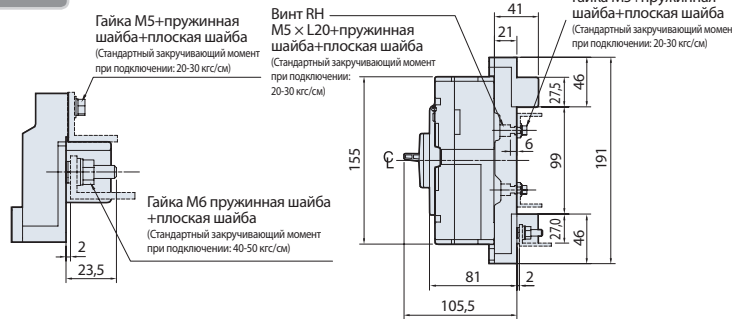 Гайка М5+пружинная
шайба+плоская шайба
(Стандартный закручивающий момент
при подключении: 20-30 кгс/см)
Винт RH
M5 × L20+пружинная
шайба+плоская шайба
(Стандартный закручивающий момент
при подключении:
20-30 кгс/см)
шайба+плоская шайба
(Стандартный закручивающий момен
при подключении: 20-30 кгс/см)
41
21
27,5
46
155
CL
6
99
191
Гайка М6 пружинная шайба
+плоская шайба
(Стандартный закручивающий момент
при подключении: 40-50 кгс/см)
2
23,5
27,0
46
81
2
105,5